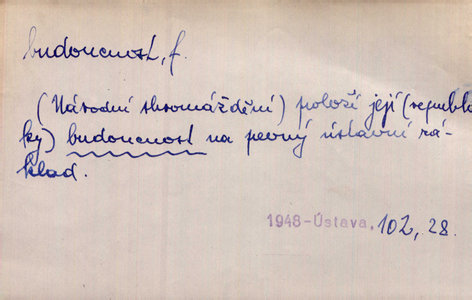 budoucnost, f.
(Národní shromáždění) položí její (republi
ky) budoucnost na pevný ústavní zá-
klad.
1948-Ústava, 102, 28.